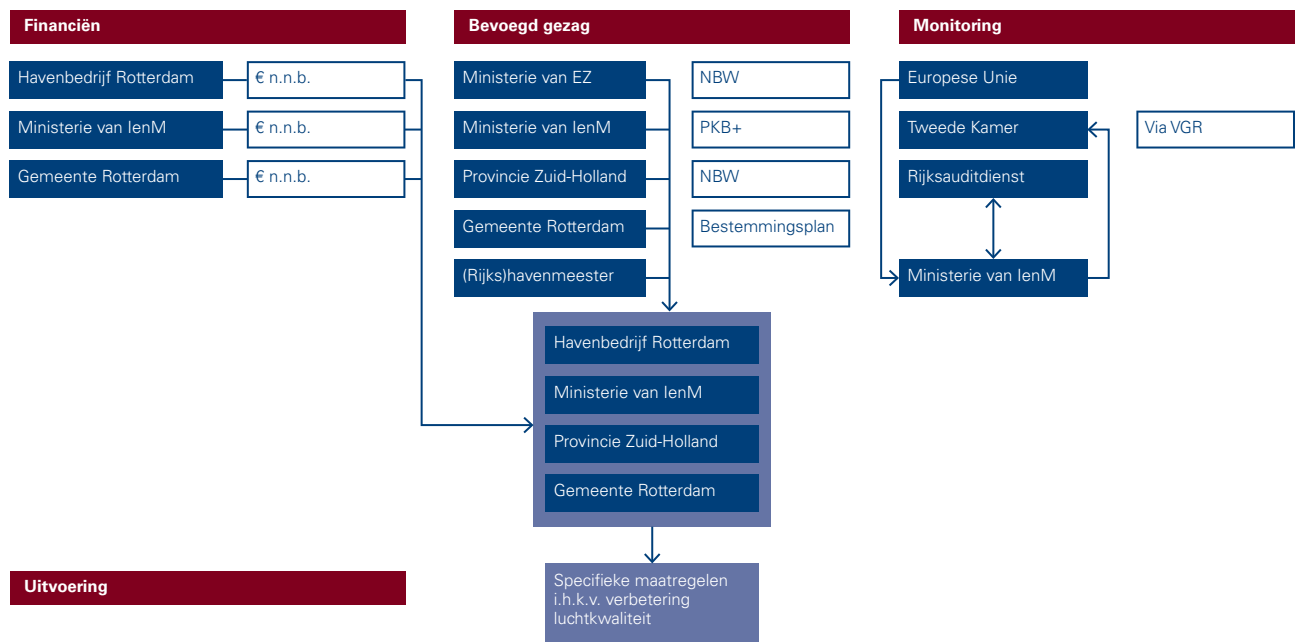 Financiën
Havenbedrijf Rotterdam
€ n.n.b.
Ministerie van IenM
€ n.n.b.
Gemeente Rotterdam
€ n.n.b.
Bevoegd gezag
Ministerie van EZ
NBW
Ministerie van IenM
PKB+
Provincie Zuid-Holland
NBW
Gemeente Rotterdam
Bestemmingsplan
(Rijks)havenmeester
Monitoring
Europese Unie
Tweede Kamer
Via VGR
Rijksauditdienst
Ministerie van IenM
Havenbedrijf Rotterdam
Ministerie van IenM
Provincie Zuid-Holland
Gemeente Rotterdam
Uitvoering
Specifieke maatregelen
i.h.k.v. verbetering
luchtkwaliteit